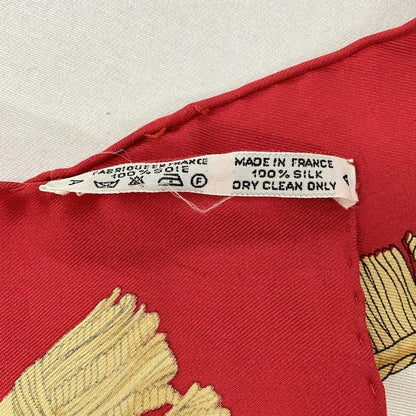 FABRIQUE EN FRANCE
100% SOIE
A
F
MADE IN FRANCE
100% SILK
DRY CLEAN ONLY
A